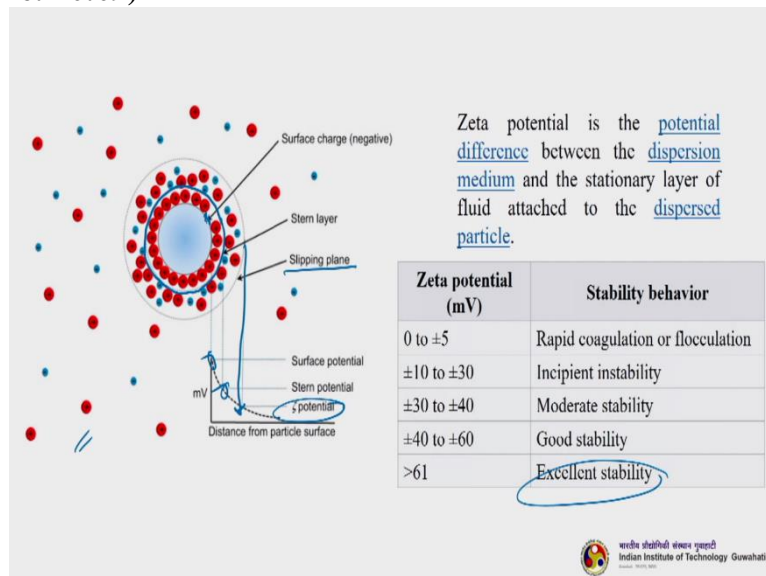 Surface charge (negative)
Stern layer
Slipping plane
Surface potential
Stern potential
ζ potential
mV
Distance from particle surface
Zeta potential is the potential
difference between the dispersion
medium and the stationary layer of
fluid attached to the dispersed
particle.
Zeta potential
(mV)
Stability behavior
0 to ±5 Rapid coagulation or flocculation
±10 to ±30 Incipient instability
±30 to ±40 Moderate stability
±40 to ±60 Good stability
>61 Excellent stability
भारतीय प्रौद्योगिकी संस्थान गुवाहाटी
Indian Institute of Technology Guwahati